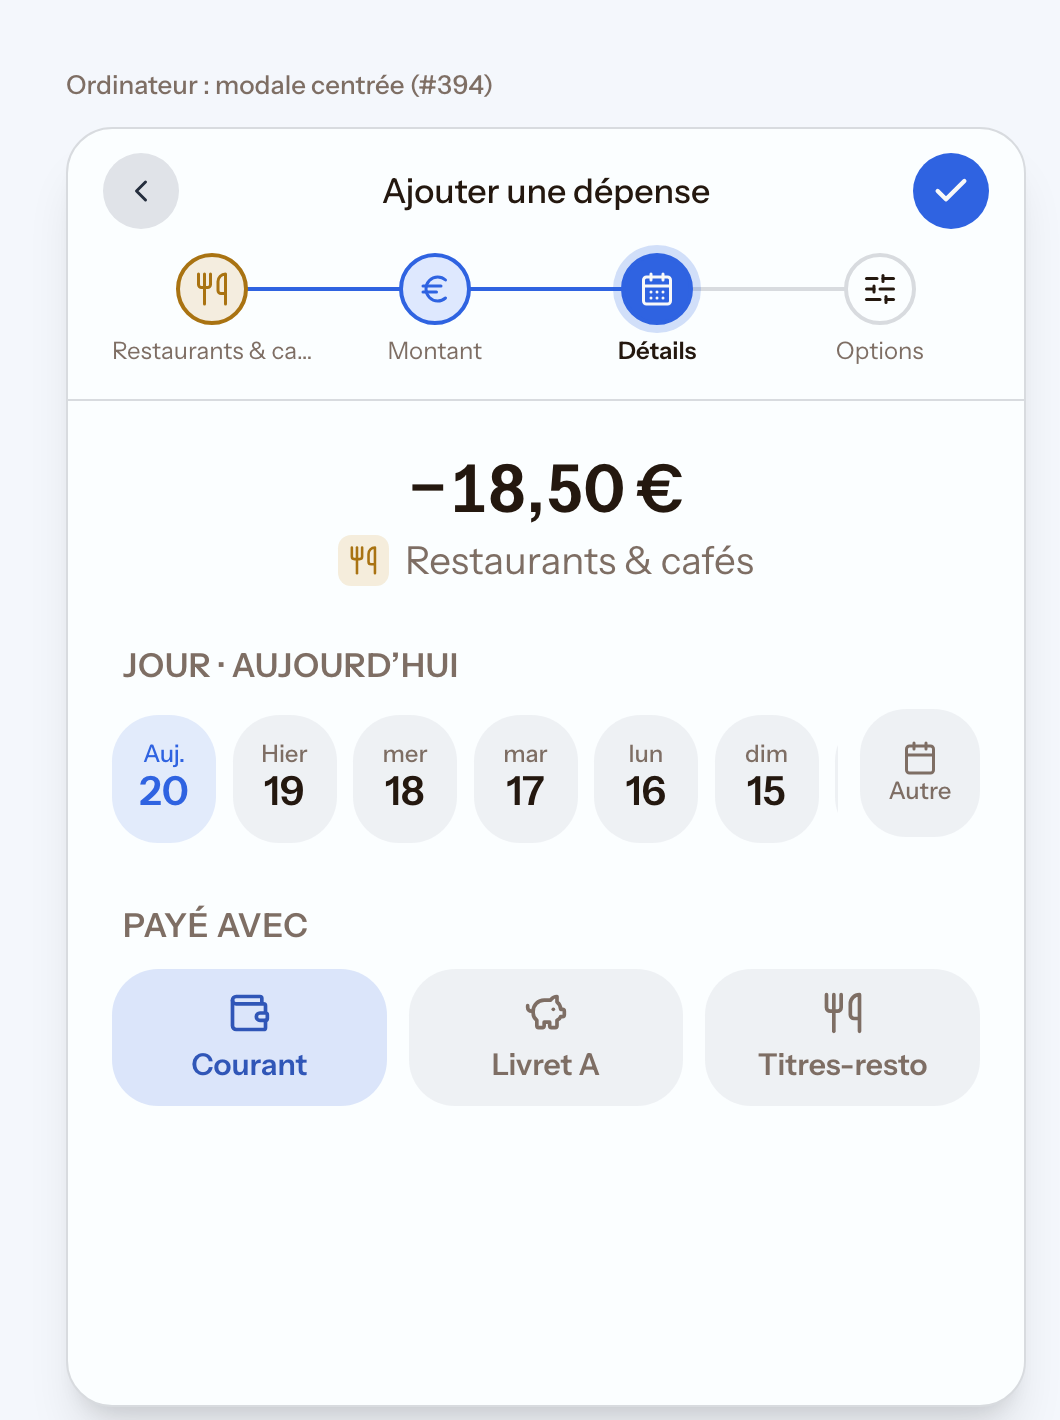 Ordinateur : modale centrée (#394)
Ajouter une dépense
Restaurants & ca...
Montant
Détails
Options
−18,50 €
Restaurants & cafés
JOUR · AUJOURD’HUI
Auj.
20
Hier
19
mer
18
mar
17
lun
16
dim
15
Autre
PAYÉ AVEC
Courant
Livret A
Titres-resto